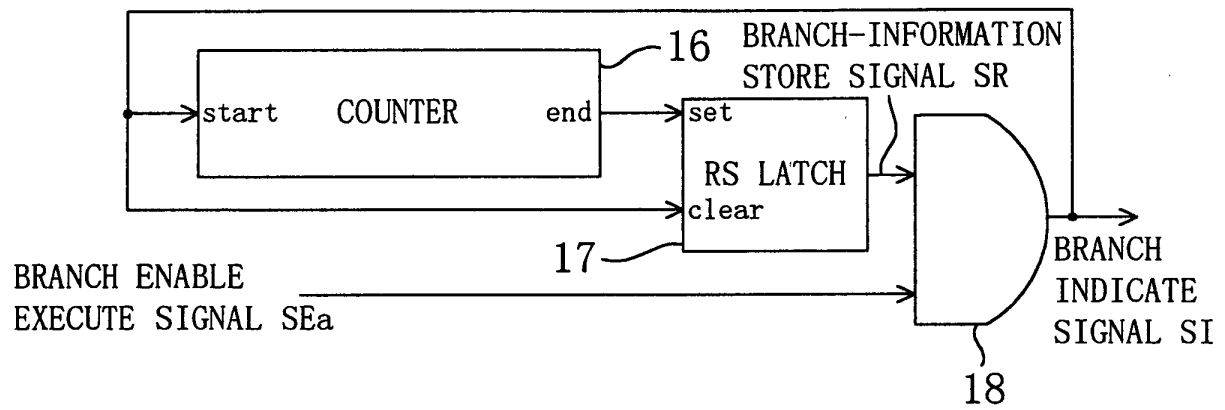 16
BRANCH-INFORMATION
STORE SIGNAL SR
start
COUNTER
end
set
RS LATCH
clear
17
BRANCH ENABLE
EXECUTE SIGNAL SEa
BRANCH
INDICATE
SIGNAL SI
18